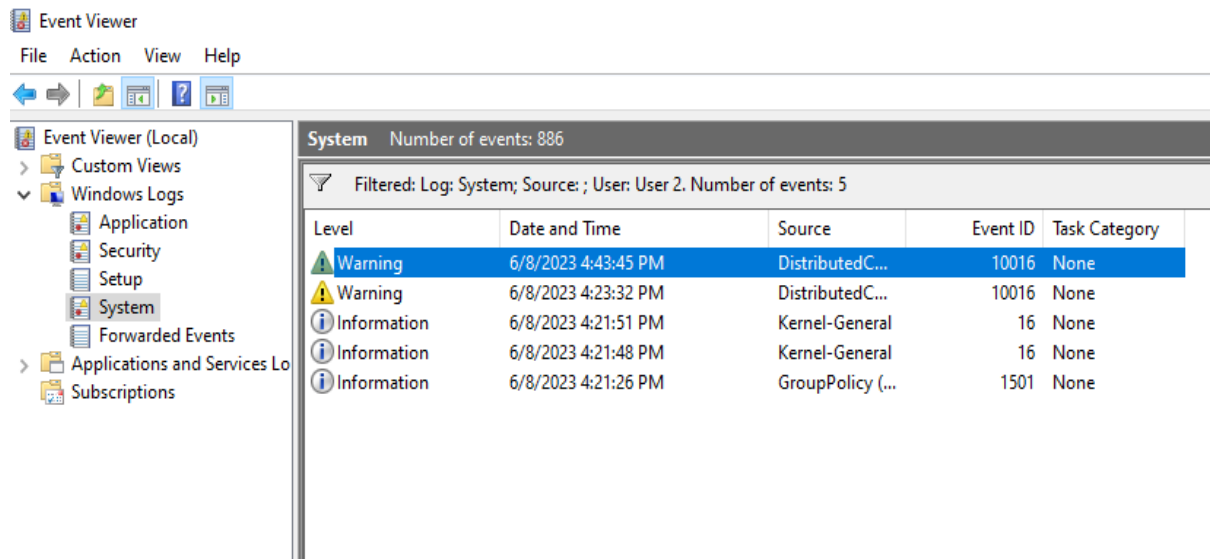 Event Viewer
File Action View Help
Event Viewer (Local)
Custom Views
Windows Logs
Application
Security
Setup
System
Forwarded Events
Applications and Services Lo
Subscriptions
System Number of events: 886
Filtered: Log: System; Source: ; User: User 2. Number of events: 5
Level Date and Time Source Event ID Task Category
Warning 6/8/2023 4:43:45 PM DistributedC... 10016 None
Warning 6/8/2023 4:23:32 PM DistributedC... 10016 None
Information 6/8/2023 4:21:51 PM Kernel-General 16 None
Information 6/8/2023 4:21:48 PM Kernel-General 16 None
Information 6/8/2023 4:21:26 PM GroupPolicy (... 1501 None